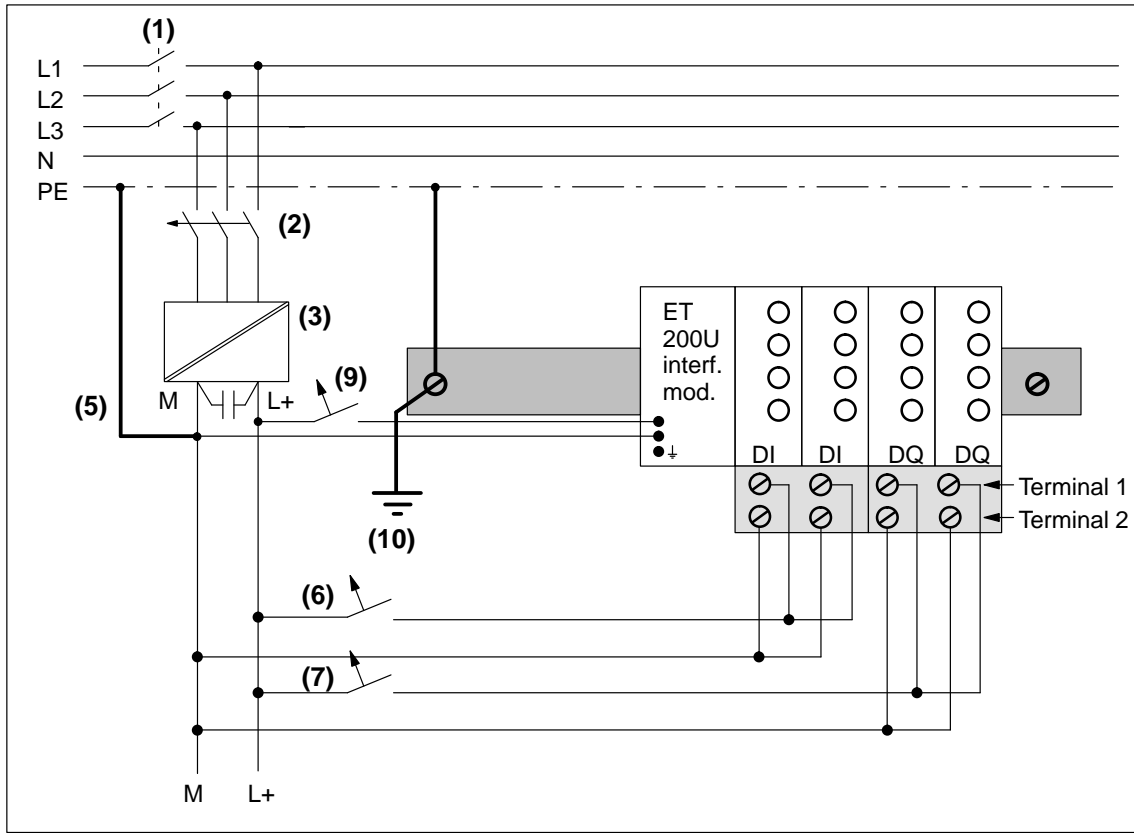 (1)
L1
L2
L3
N
PE
(2)
(3)
ET
200U
interf.
mod.
(9)
M
L+
(5)
DI
DI
DQ
DQ
Terminal 1
Terminal 2
(10)
(6)
(7)
M
L+